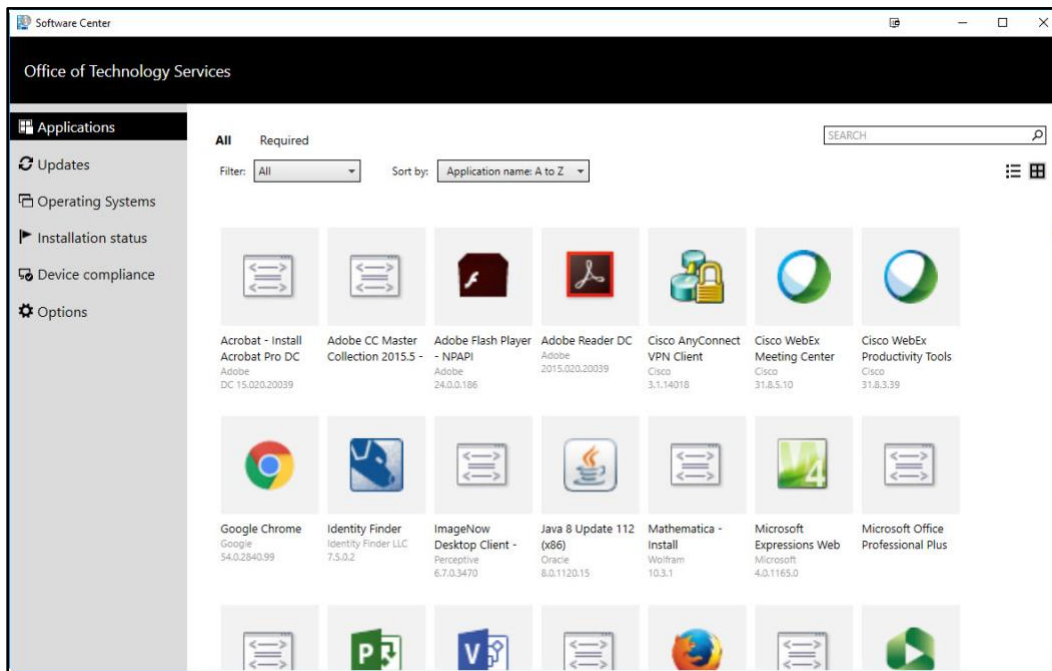 Software Center
Office of Technology Services
Applications
Updates
Operating Systems
Installation status
Device compliance
Options
All Required
SEARCH
Filter: All Sort by: Application name: A to Z
Acrobat - Install
Acrobat Pro DC
Adobe
DC 15.020.20039
Adobe CC Master
Collection 2015.5 -
Adobe Flash Player
- NPAPI
Adobe
24.0.0.186
Adobe Reader DC
Adobe
2015.020.20039
Cisco AnyConnect
VPN Client
Cisco
3.1.14018
Cisco WebEx
Meeting Center
Cisco
31.8.5.10
Cisco WebEx
Productivity Tools
Cisco
31.8.3.39
Google Chrome
Google
54.0.2840.99
Identity Finder
Identity Finder LLC
7.5.0.2
ImageNow
Desktop Client -
Perceptive
6.7.0.3470
Java 8 Update 112
(x86)
Oracle
8.0.1120.15
Mathematica -
Install
Wolfram
10.3.1
4
Microsoft
Expressions Web
Microsoft
4.0.1165.0
Microsoft Office
Professional Plus
P
V